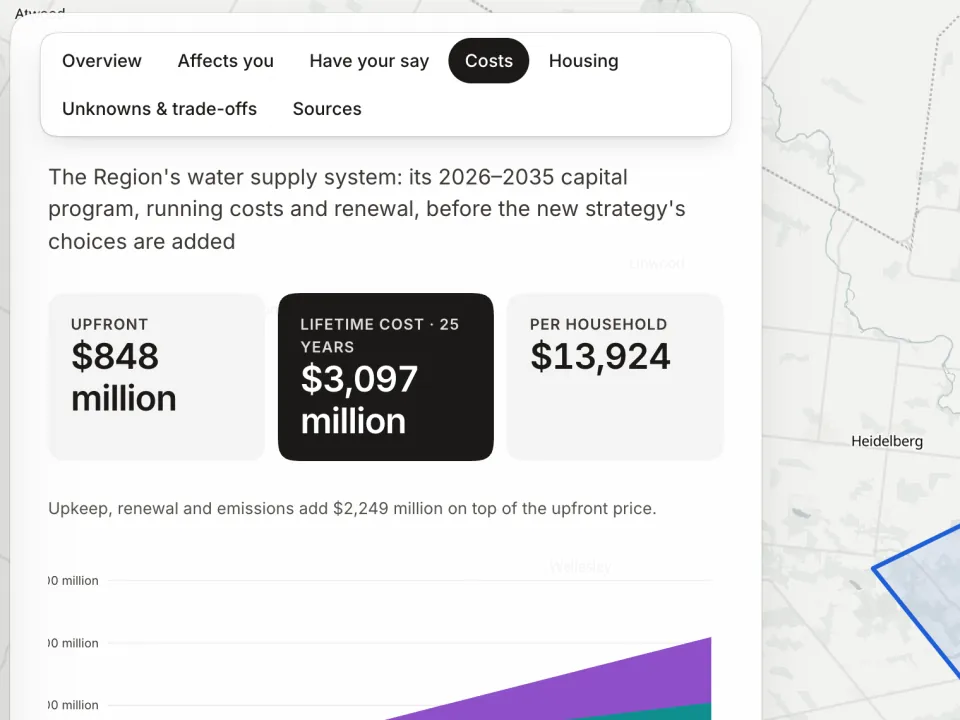 Overview Affects you Have your say Costs Housing
Unknowns & trade-offs Sources
The Region's water supply system: its 2026–2035 capital
program, running costs and renewal, before the new strategy's
choices are added
Linwood
UPFRONT
$848
million
LIFETIME COST · 25
YEARS
$3,097
million
PER HOUSEHOLD
$13,924
Heidelberg
Upkeep, renewal and emissions add $2,249 million on top of the upfront price.
Wellesley
00 million
00 million
00 million